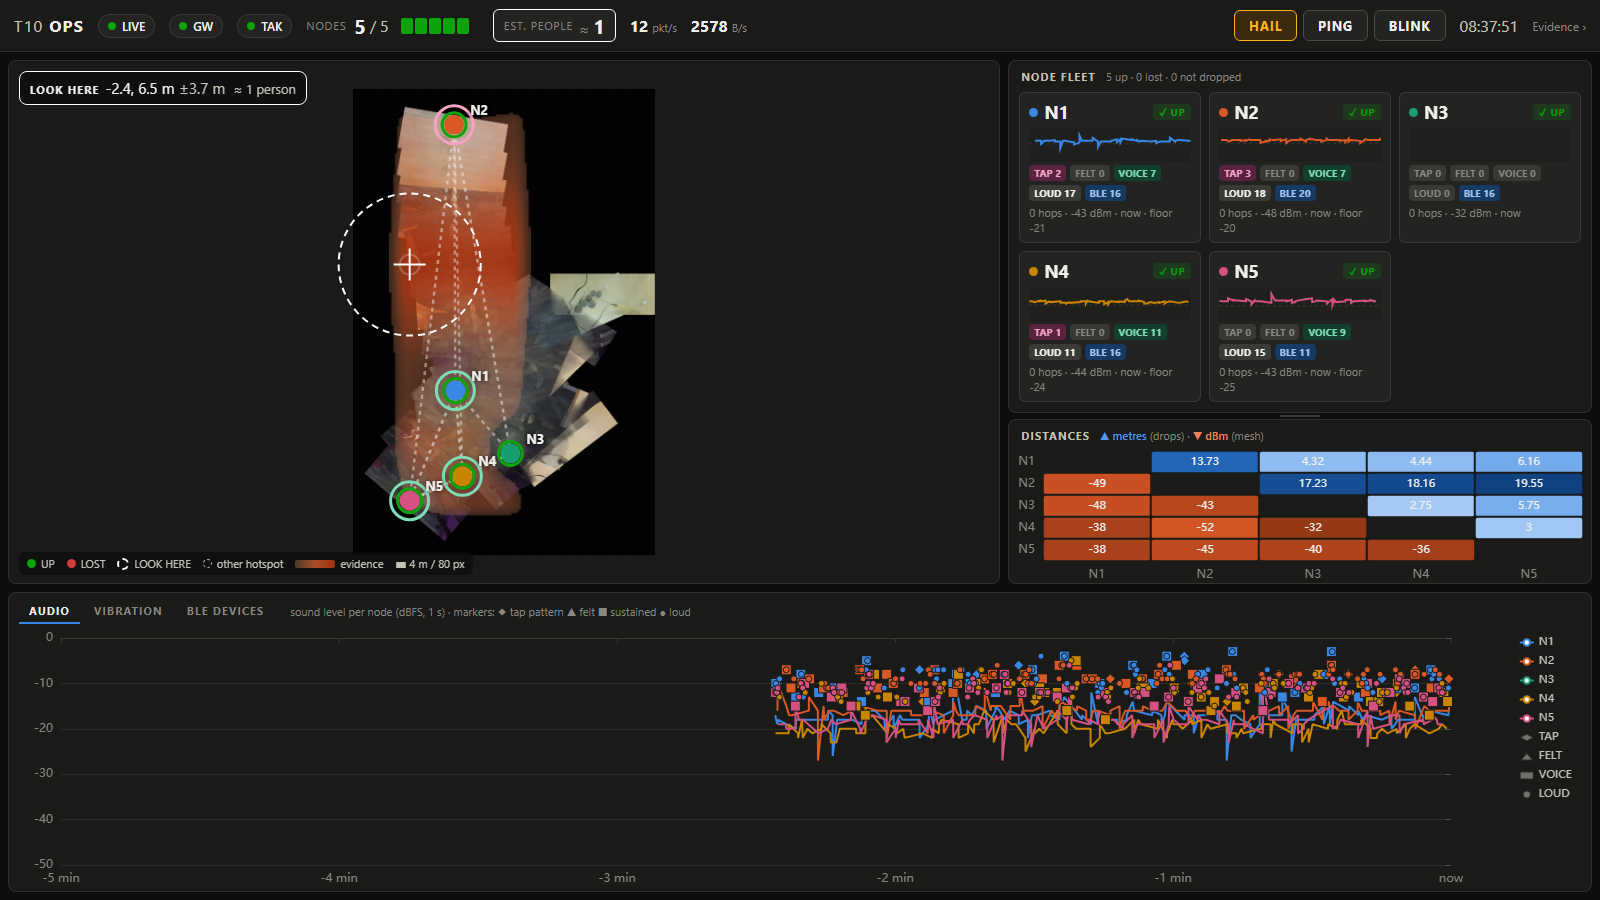 T10 OPS
LIVE
GW
TAK
NODES 5 / 5
EST. PEOPLE ≈ 1
12 pkt/s 2578 B/s
HAIL
PING
BLINK
08:37:51
Evidence ›
LOOK HERE -2.4, 6.5 m ±3.7 m ≈ 1 person
N2
N1
N3
N4
N5
UP
LOST
LOOK HERE
other hotspot
evidence
4 m / 80 px
NODE FLEET 5 up · 0 lost · 0 not dropped
N1 ✓ UP
TAP 2 FELT 0 VOICE 7
LOUD 17 BLE 16
0 hops · -43 dBm · now · floor
-21
N2 ✓ UP
TAP 3 FELT 0 VOICE 7
LOUD 18 BLE 20
0 hops · -48 dBm · now · floor
-20
N3 ✓ UP
TAP 0 FELT 0 VOICE 0
LOUD 0 BLE 16
0 hops · -32 dBm · now
N4 ✓ UP
TAP 1 FELT 0 VOICE 11
LOUD 11 BLE 16
0 hops · -44 dBm · now · floor
-24
N5 ✓ UP
TAP 0 FELT 0 VOICE 9
LOUD 15 BLE 11
0 hops · -43 dBm · now · floor
-25
DISTANCES ▲ metres (drops) · ▼ dBm (mesh)
N1 13.73 4.32 4.44 6.16
N2 -49 17.23 18.16 19.55
N3 -48 -43 2.75 5.75
N4 -38 -52 -32 3
N5 -38 -45 -40 -36
N1 N2 N3 N4 N5
AUDIO
VIBRATION
BLE DEVICES
sound level per node (dBFS, 1 s) · markers: ◆ tap pattern ▲ felt ■ sustained ● loud
0
-10
-20
-30
-40
-50
-5 min -4 min -3 min -2 min -1 min now
N1
N2
N3
N4
N5
TAP
FELT
VOICE
LOUD